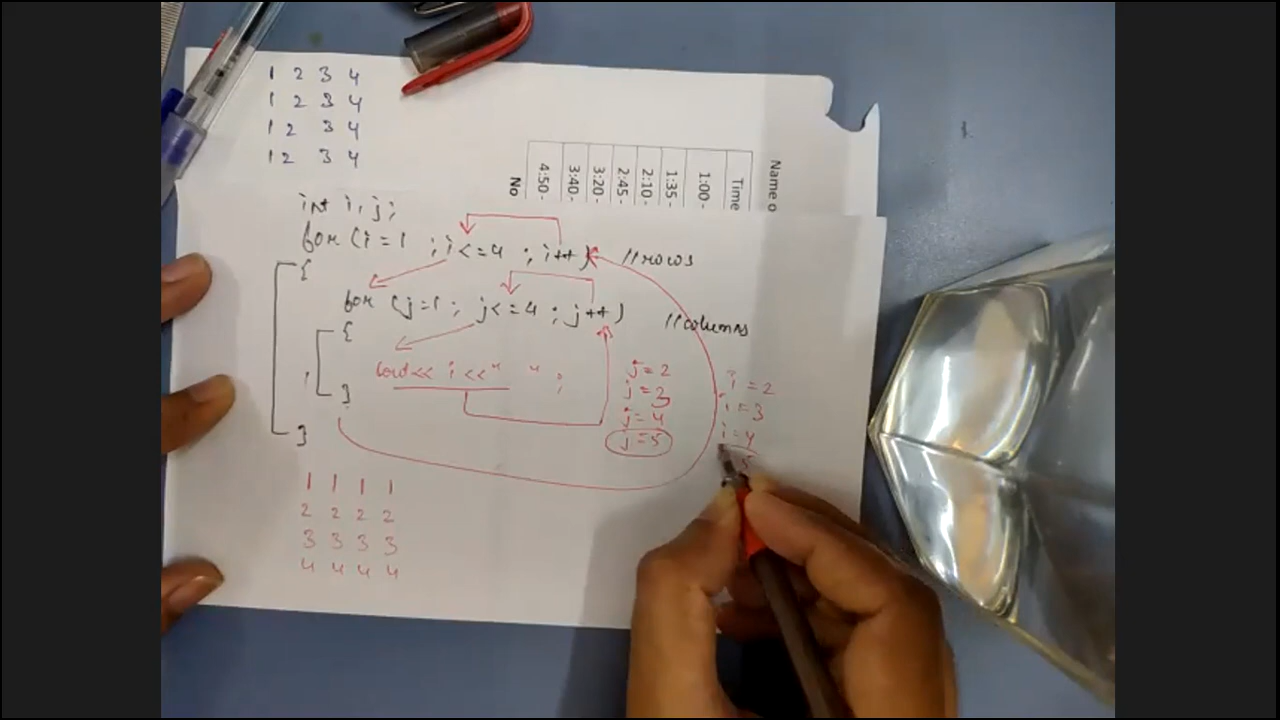 1 2 3 4
1 2 3 4
1 2 3 4
1 2 3 4
Name o
Time
1:00-
1:35-
2:10-
2:45-
3:20-
3:40-
4:50-
No
int i, j;
for (i=1 ; i<=4 ; i++) //rows
{
for (j=1; j<=4 ; j++) //columns
{
cout<< i <<" " ;
}
}
j=2
j=3
j=4
j=5
i=2
i=3
i=4
5
1 1 1 1
2 2 2 2
3 3 3 3
4 4 4 4